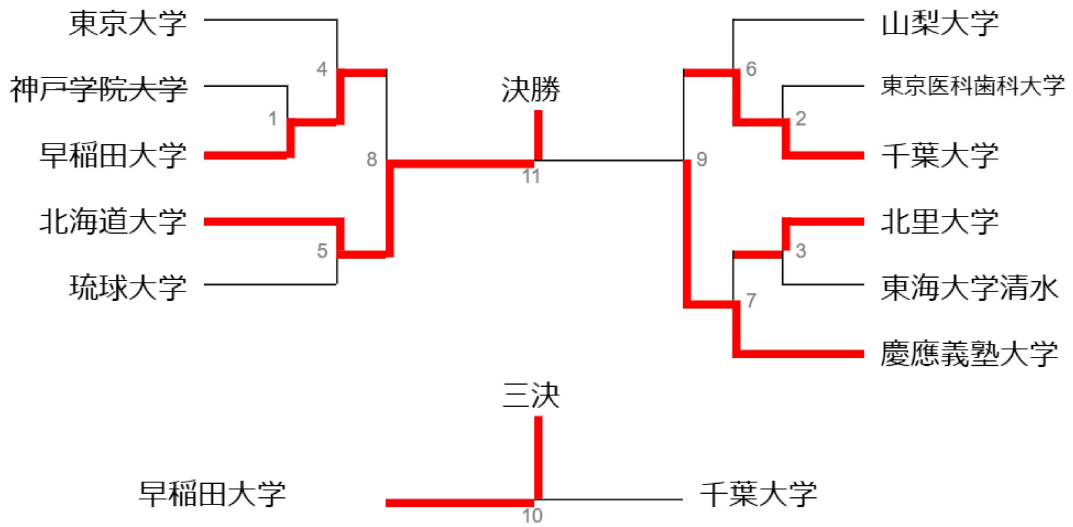 東京大学
神戸学院大学
早稲田大学
北海道大学
琉球大学
4
1
8
5
決勝
11
山梨大学
東京医科歯科大学
千葉大学
北里大学
東海大学清水
慶應義塾大学
6
2
9
3
7
三決
早稲田大学
千葉大学
10